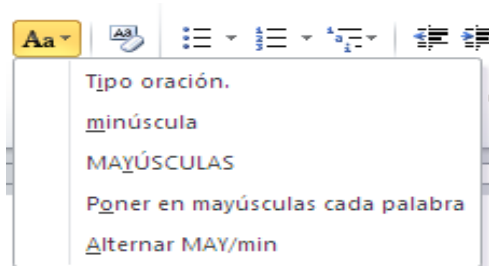 Aa
Tipo oración.
minúscula
MAYÚSCULAS
Poner en mayúsculas cada palabra
Alternar MAY/min